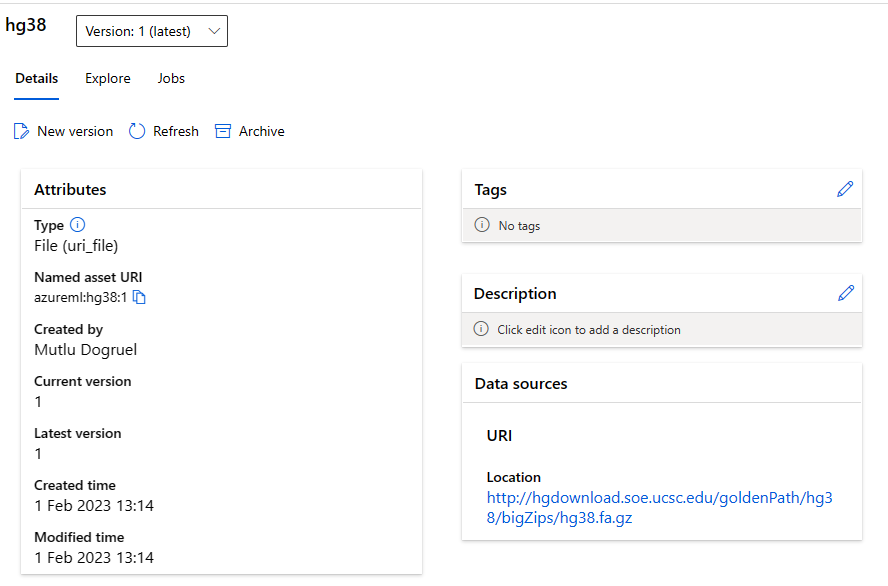 hg38
Version: 1 (latest)
Details Explore Jobs
New version Refresh Archive
Attributes
Type
File (uri_file)
Named asset URI
azureml:hg38:1
Created by
Mutlu Dogruel
Current version
1
Latest version
1
Created time
1 Feb 2023 13:14
Modified time
1 Feb 2023 13:14
Tags
No tags
Description
Click edit icon to add a description
Data sources
URI
Location
http://hgdownload.soe.ucsc.edu/goldenPath/hg3
8/bigZips/hg38.fa.gz